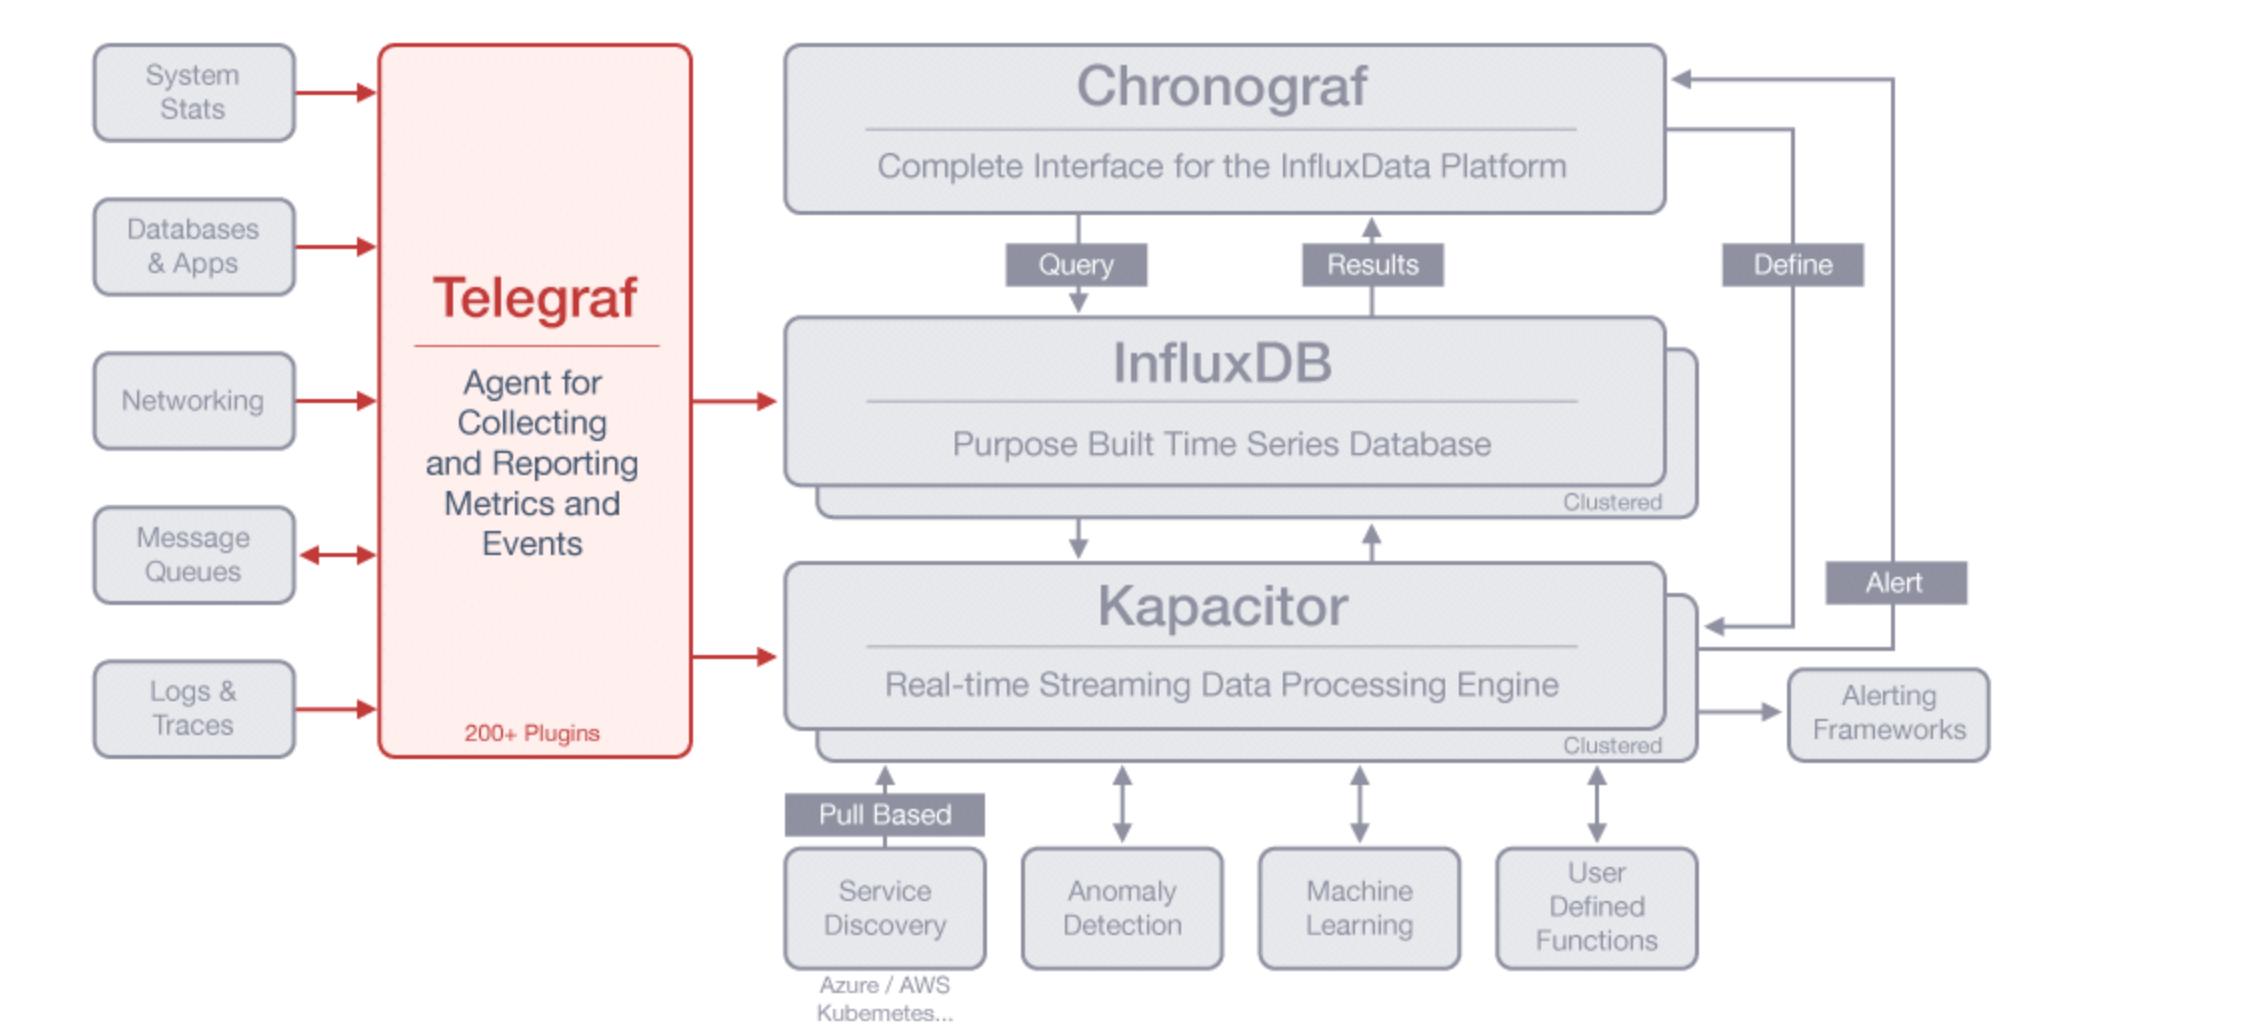 System
Stats
Databases
& Apps
Networking
Message
Queues
Logs &
Traces
Telegraf
Agent for
Collecting
and Reporting
Metrics and
Events
200+ Plugins
Chronograf
Complete Interface for the InfluxData Platform
Query
Results
Define
InfluxDB
Purpose Built Time Series Database
Clustered
Kapacitor
Real-time Streaming Data Processing Engine
Clustered
Alert
Alerting
Frameworks
Pull Based
Service
Discovery
Azure / AWS
Kubernetes...
Anomaly
Detection
Machine
Learning
User
Defined
Functions